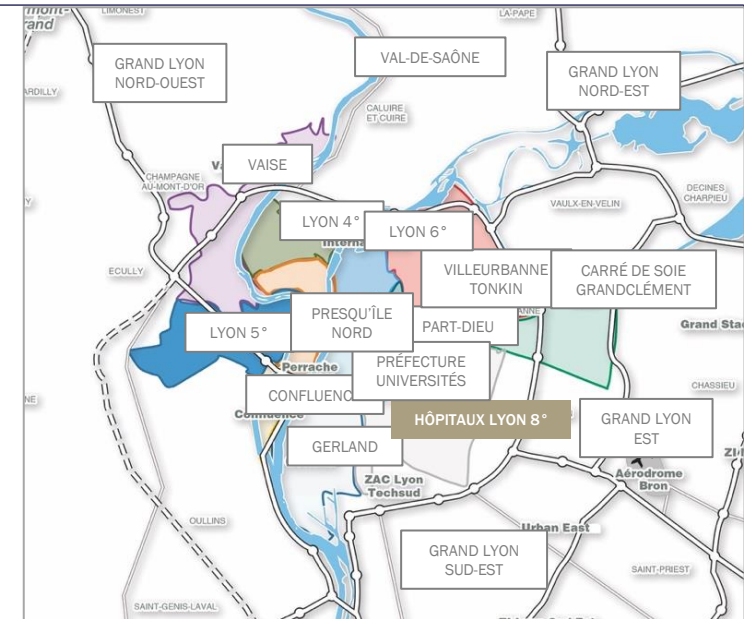 LIMONEST
LA-PAPE
GRAND LYON
NORD-OUEST
VAL-DE-SAÔNE
GRAND LYON
NORD-EST
CALUIRE
ET CUIRE
VAISE
CHAMPAGNE
AU-MONT-D'OR
DECINES
CHARPIEU
VAULX-EN-VELIN
LYON 4°
LYON 6°
ECULLY
VILLEURBANNE
TONKIN
CARRÉ DE SOIE
GRANDCLÉMENT
PRESQU'ÎLE
NORD
LYON 5°
PART-DIEU
Grand Stad
Perrache
PRÉFECTURE
UNIVERSITÉS
CHASSIEU
CONFLUENC
HÔPITAUX LYON 8°
GRAND LYON
EST
GERLAND
ZAC Lyon
Techsud
Aérodrome
Bron
OULLINS
Urban East
GRAND LYON
SUD-EST
SAINT-PRIEST
SAINT-GENIS-LAVAL